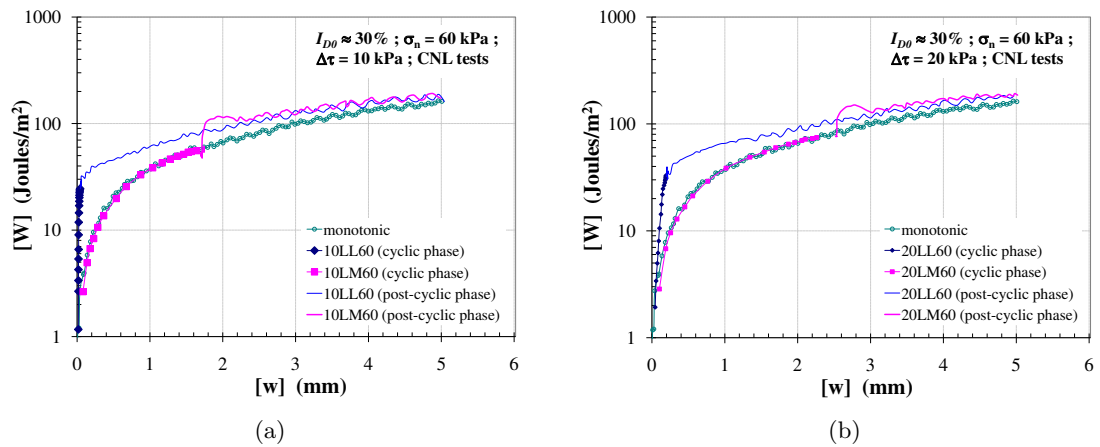 1000
100
10
1
[W] (Joules/m²)
I_D0 ≈ 30% ; σₙ = 60 kPa ;
Δτ = 10 kPa ; CNL tests
monotonic
10LL60 (cyclic phase)
10LM60 (cyclic phase)
10LL60 (post-cyclic phase)
10LM60 (post-cyclic phase)
0 1 2 3 4 5 6
[w] (mm)
(a)
1000
100
10
1
[W] (Joules/m²)
I_D0 ≈ 30% ; σₙ = 60 kPa ;
Δτ = 20 kPa ; CNL tests
monotonic
20LL60 (cyclic phase)
20LM60 (cyclic phase)
20LL60 (post-cyclic phase)
20LM60 (post-cyclic phase)
0 1 2 3 4 5 6
[w] (mm)
(b)